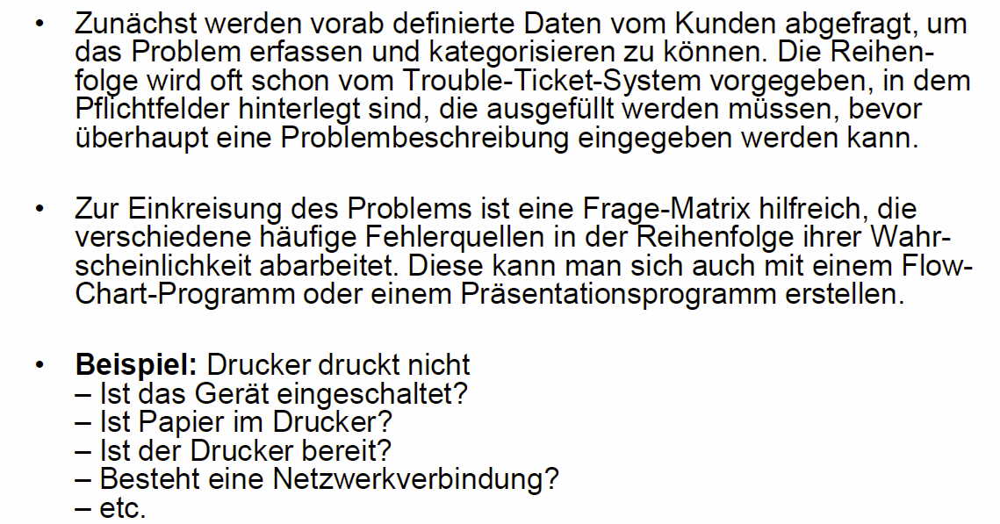 • Zunächst werden vorab definierte Daten vom Kunden abgefragt, um
das Problem erfassen und kategorisieren zu können. Die Reihen-
folge wird oft schon vom Trouble-Ticket-System vorgegeben, in dem
Pflichtfelder hinterlegt sind, die ausgefüllt werden müssen, bevor
überhaupt eine Problembeschreibung eingegeben werden kann.
• Zur Einkreisung des Problems ist eine Frage-Matrix hilfreich, die
verschiedene häufige Fehlerquellen in der Reihenfolge ihrer Wahr-
scheinlichkeit abarbeitet. Diese kann man sich auch mit einem Flow-
Chart-Programm oder einem Präsentationsprogramm erstellen.
• Beispiel: Drucker druckt nicht
– Ist das Gerät eingeschaltet?
– Ist Papier im Drucker?
– Ist der Drucker bereit?
– Besteht eine Netzwerkverbindung?
– etc.